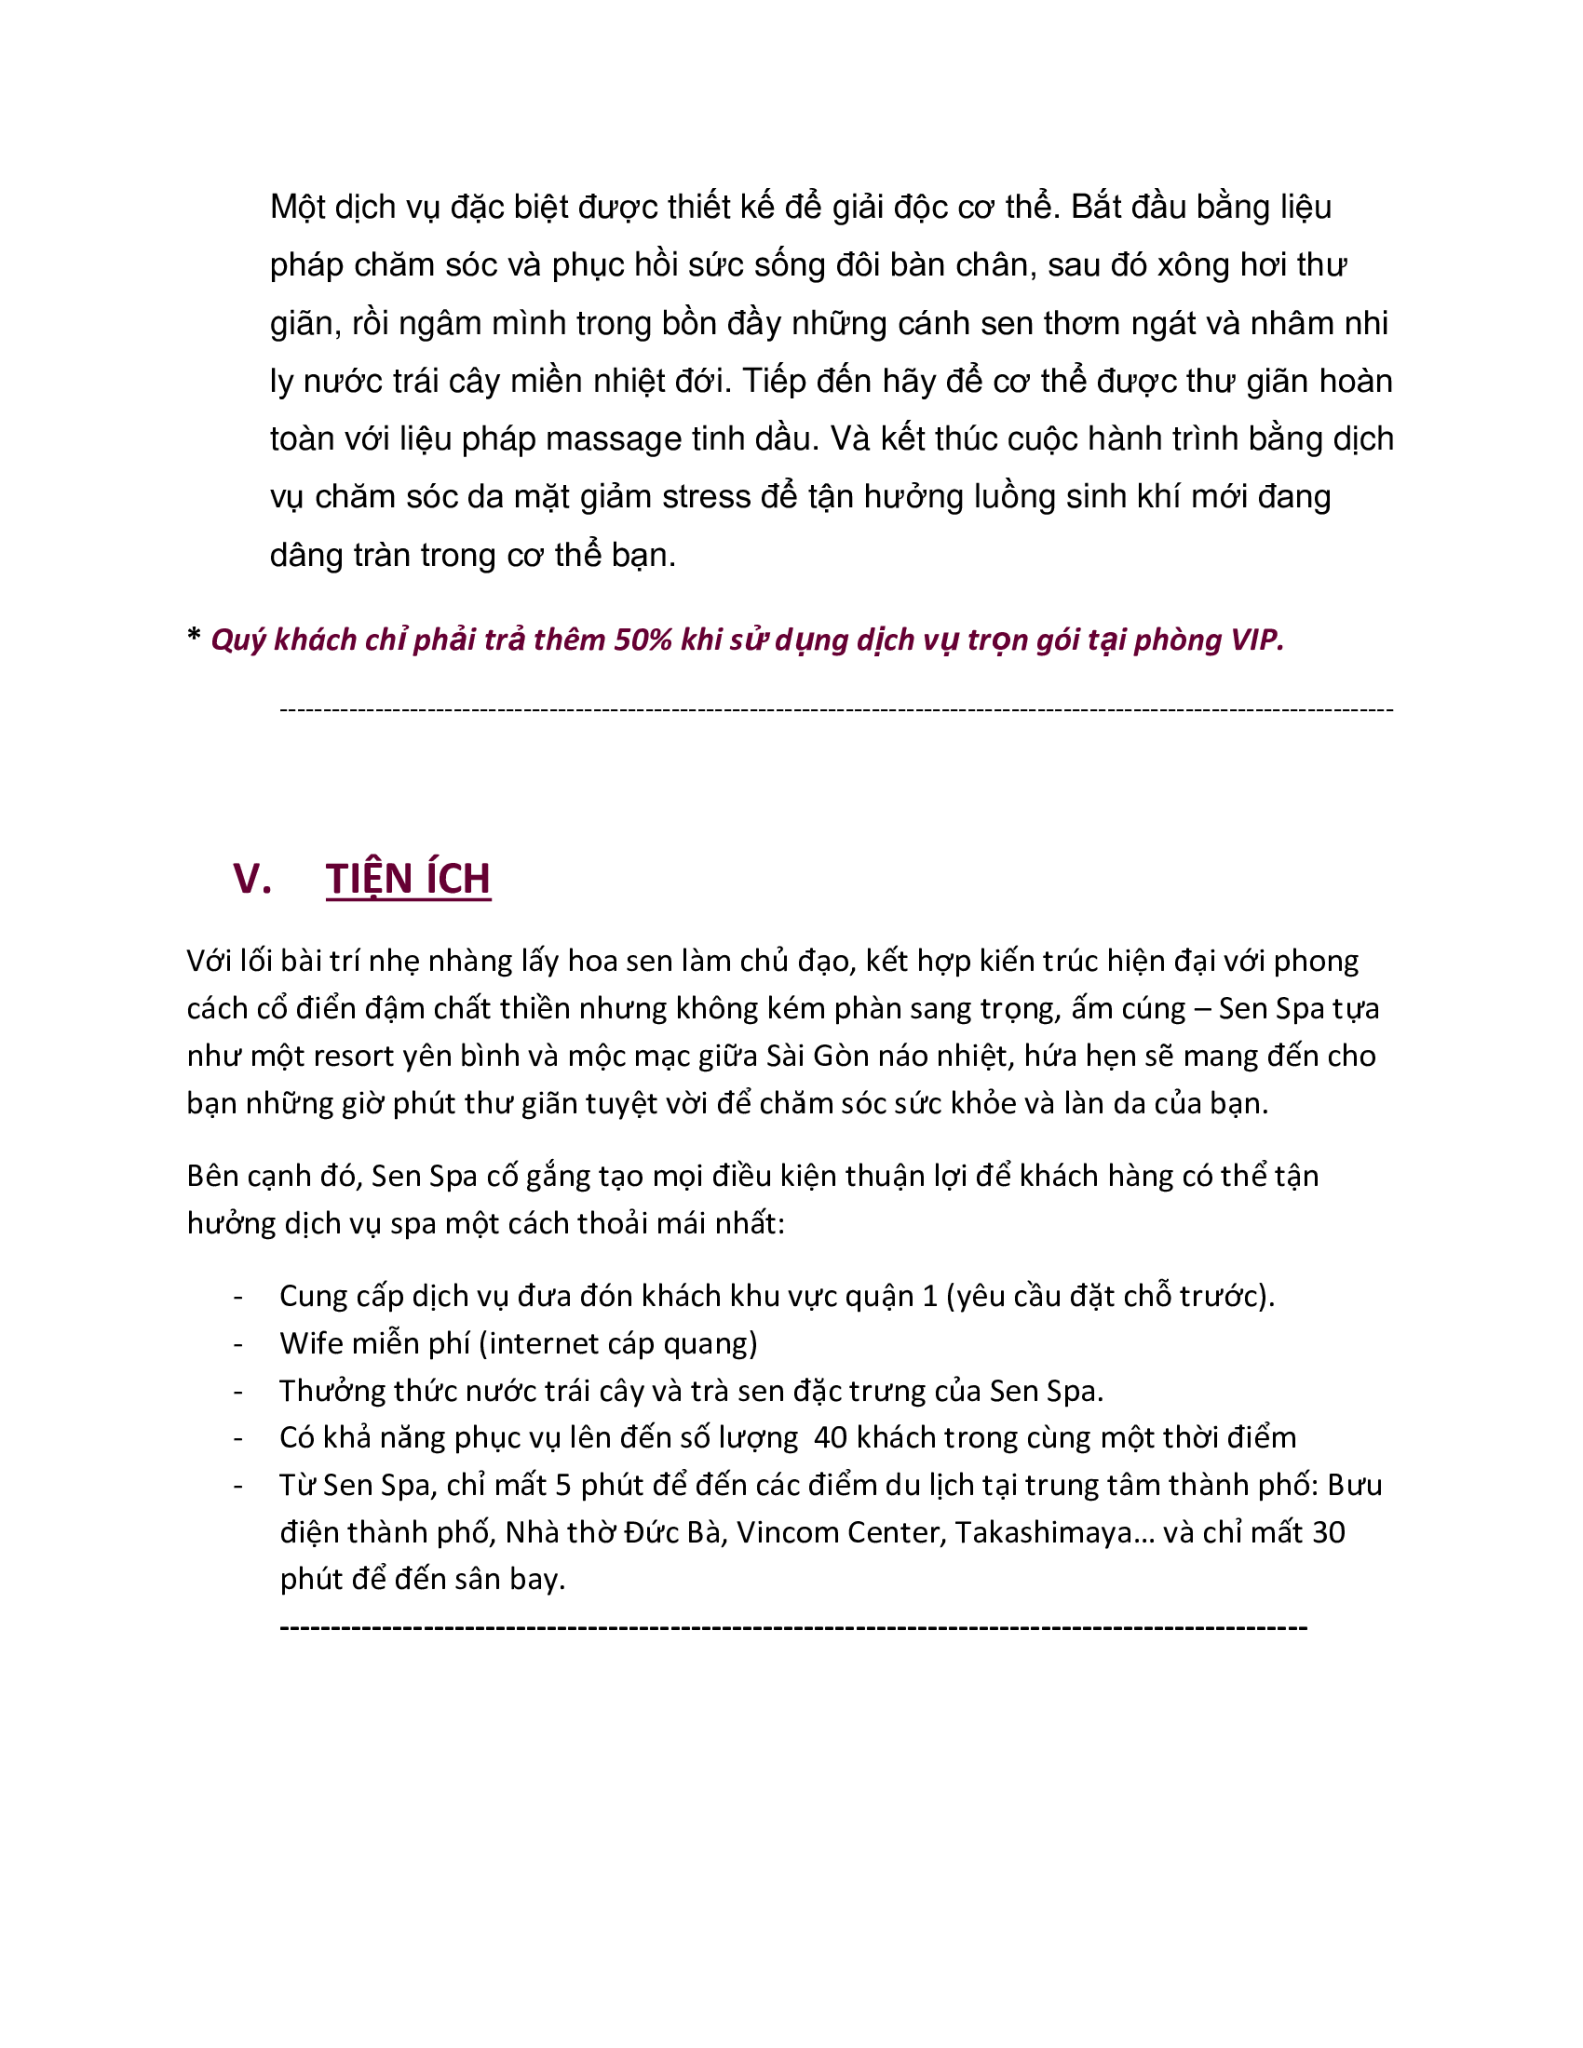 Một dịch vụ đặc biệt được thiết kế để giải độc cơ thể. Bắt đầu bằng liệu
pháp chăm sóc và phục hồi sức sống đôi bàn chân, sau đó xông hơi thư
giãn, rồi ngâm mình trong bồn đầy những cánh sen thơm ngát và nhâm nhi
ly nước trái cây miền nhiệt đới. Tiếp đến hãy để cơ thể được thư giãn hoàn
toàn với liệu pháp massage tinh dầu. Và kết thúc cuộc hành trình bằng dịch
vụ chăm sóc da mặt giảm stress để tận hưởng luồng sinh khí mới đang
dâng tràn trong cơ thể bạn.
* Quý khách chỉ phải trả thêm 50% khi sử dụng dịch vụ trọn gói tại phòng VIP.
V. TIỆN ÍCH
Với lối bài trí nhẹ nhàng lấy hoa sen làm chủ đạo, kết hợp kiến trúc hiện đại với phong
cách cổ điển đậm chất thiền nhưng không kém phàn sang trọng, ấm cúng – Sen Spa tựa
như một resort yên bình và mộc mạc giữa Sài Gòn náo nhiệt, hứa hẹn sẽ mang đến cho
bạn những giờ phút thư giãn tuyệt vời để chăm sóc sức khỏe và làn da của bạn.
Bên cạnh đó, Sen Spa cố gắng tạo mọi điều kiện thuận lợi để khách hàng có thể tận
hưởng dịch vụ spa một cách thoải mái nhất:
- Cung cấp dịch vụ đưa đón khách khu vực quận 1 (yêu cầu đặt chỗ trước).
- Wife miễn phí (internet cáp quang)
- Thưởng thức nước trái cây và trà sen đặc trưng của Sen Spa.
- Có khả năng phục vụ lên đến số lượng  40 khách trong cùng một thời điểm
- Từ Sen Spa, chỉ mất 5 phút để đến các điểm du lịch tại trung tâm thành phố: Bưu
điện thành phố, Nhà thờ Đức Bà, Vincom Center, Takashimaya... và chỉ mất 30
phút để đến sân bay.